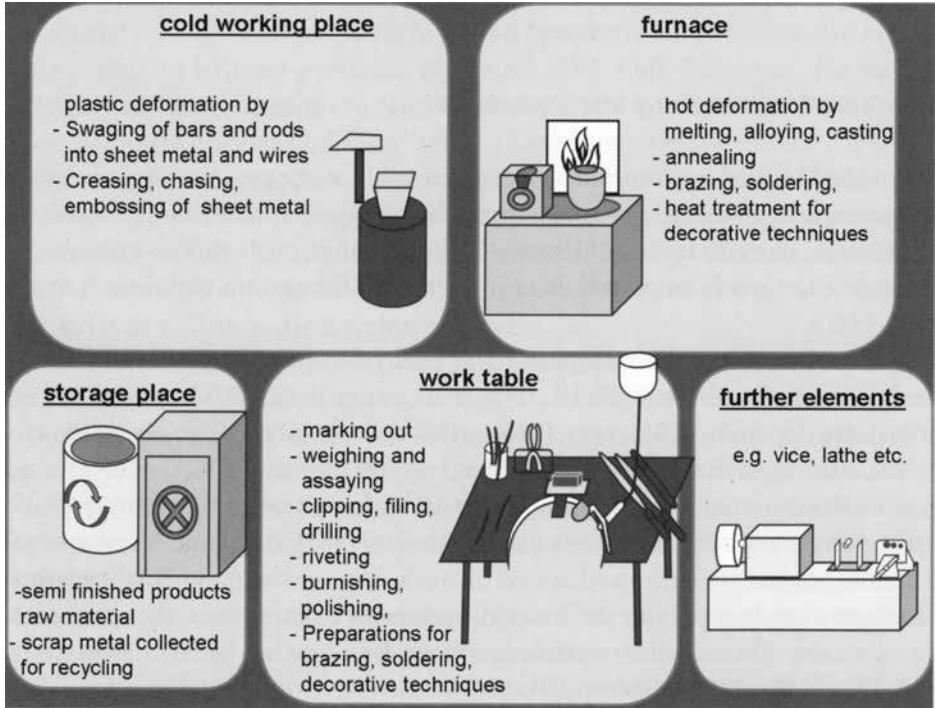 cold working place
plastic deformation by
- Swaging of bars and rods
into sheet metal and wires
- Creasing, chasing,
embossing of sheet metal
furnace
hot deformation by
melting, alloying, casting
- annealing
- brazing, soldering,
- heat treatment for
decorative techniques
storage place
-semi finished products
- raw material
- scrap metal collected
for recycling
work table
- marking out
- weighing and
assaying
- clipping, filing,
drilling
- riveting
- burnishing,
polishing,
- Preparations for
brazing, soldering,
decorative techniques
further elements
e.g. vice, lathe etc.